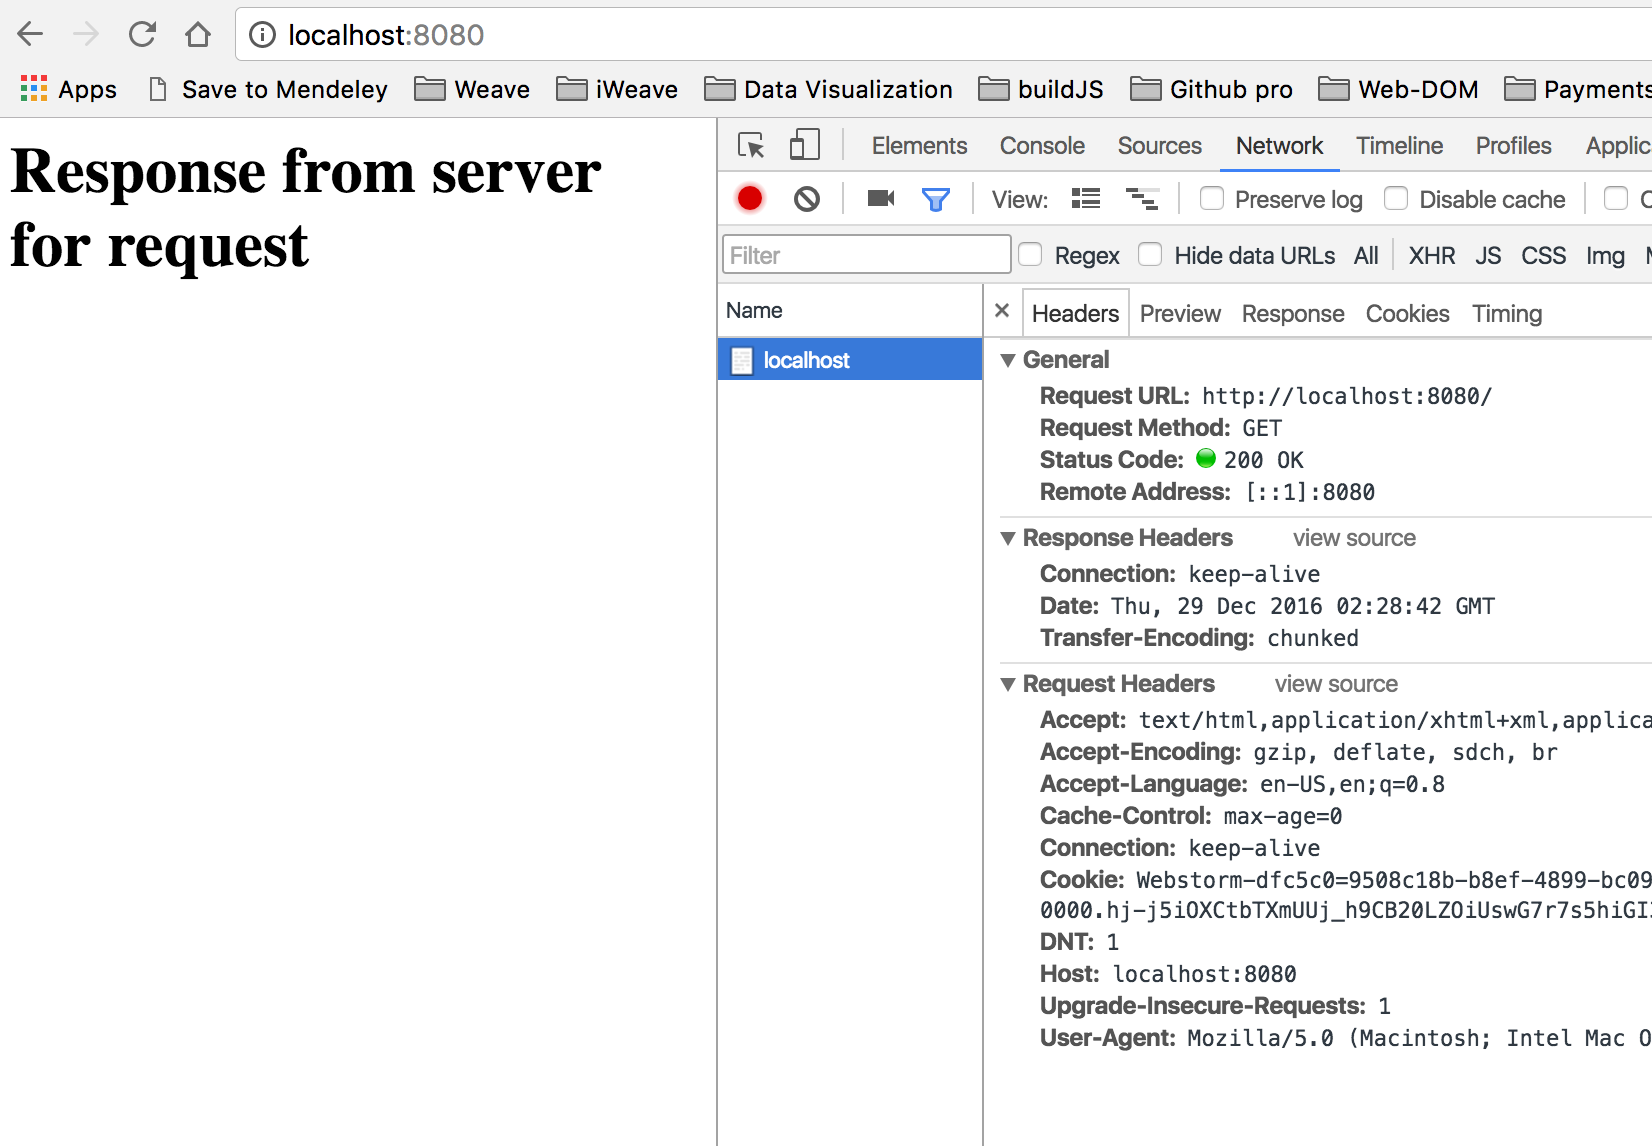 localhost:8080
Apps Save to Mendeley Weave iWeave Data Visualization buildJS Github pro Web-DOM Payments
Response from server
for request
Elements Console Sources Network Timeline Profiles Applic
View: Preserve log Disable cache
Filter Regex Hide data URLs All XHR JS CSS Img
Name
localhost
× Headers Preview Response Cookies Timing
General
Request URL: http://localhost:8080/
Request Method: GET
Status Code: 200 OK
Remote Address: [::1]:8080
Response Headers view source
Connection: keep-alive
Date: Thu, 29 Dec 2016 02:28:42 GMT
Transfer-Encoding: chunked
Request Headers view source
Accept: text/html,application/xhtml+xml,applica
Accept-Encoding: gzip, deflate, sdch, br
Accept-Language: en-US,en;q=0.8
Cache-Control: max-age=0
Connection: keep-alive
Cookie: Webstorm-dfc5c0=9508c18b-b8ef-4899-bc09
0000.hj-j5iOXCtbTXmUUj_h9CB20LZOiUswG7r7s5hiGI
DNT: 1
Host: localhost:8080
Upgrade-Insecure-Requests: 1
User-Agent: Mozilla/5.0 (Macintosh; Intel Mac O